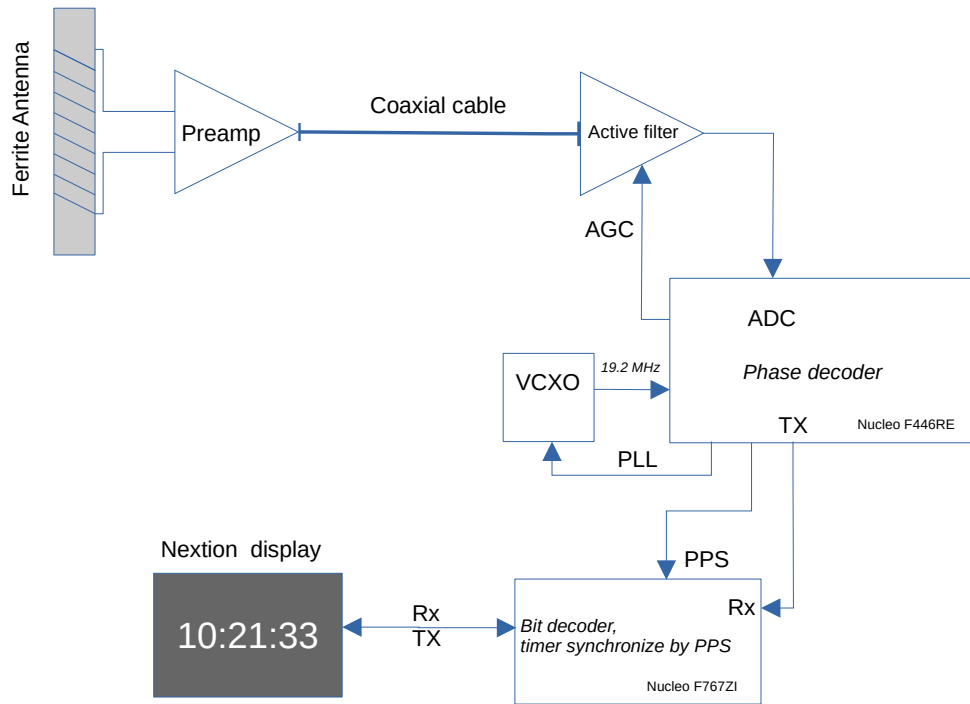 Ferrite Antenna
Preamp
Coaxial cable
Active filter
AGC
ADC
Phase decoder
TX
Nucleo F446RE
VCXO
19.2 MHz
PLL
PPS
Nextion display
10:21:33
Rx
TX
Rx
Bit decoder,
timer synchronize by PPS
Nucleo F767ZI